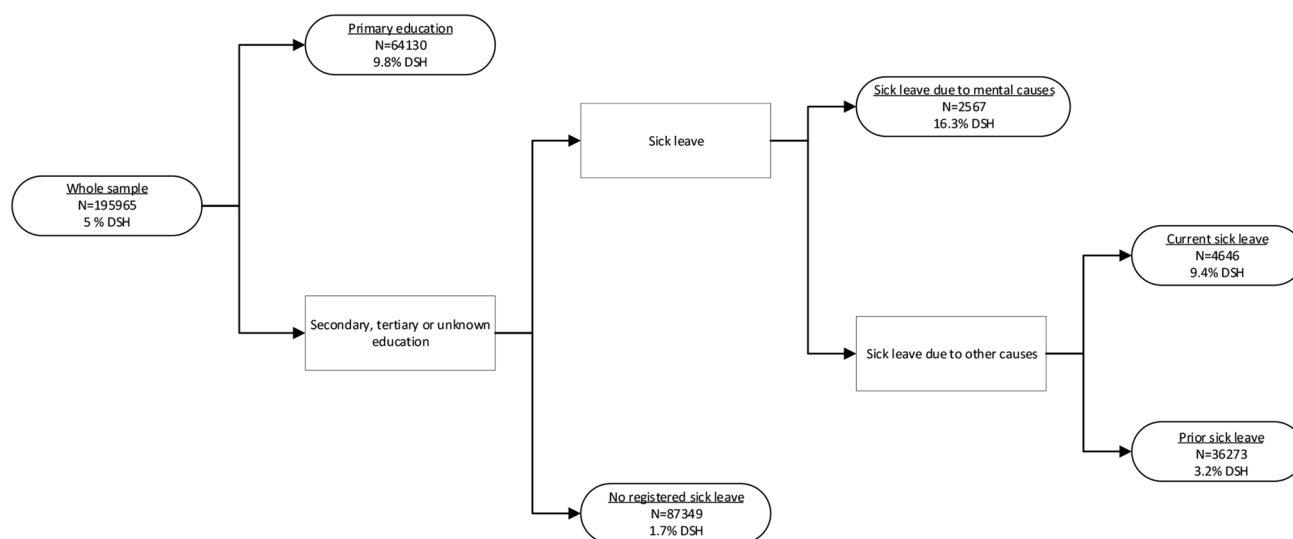 Primary education
N=64130
9.8% DSH
Sick leave due to mental causes
N=2567
16.3% DSH
Sick leave
Whole sample
N=195965
5 % DSH
Current sick leave
N=4646
9.4% DSH
Secondary, tertiary or unknown
education
Sick leave due to other causes
Prior sick leave
N=36273
3.2% DSH
No registered sick leave
N=87349
1.7% DSH